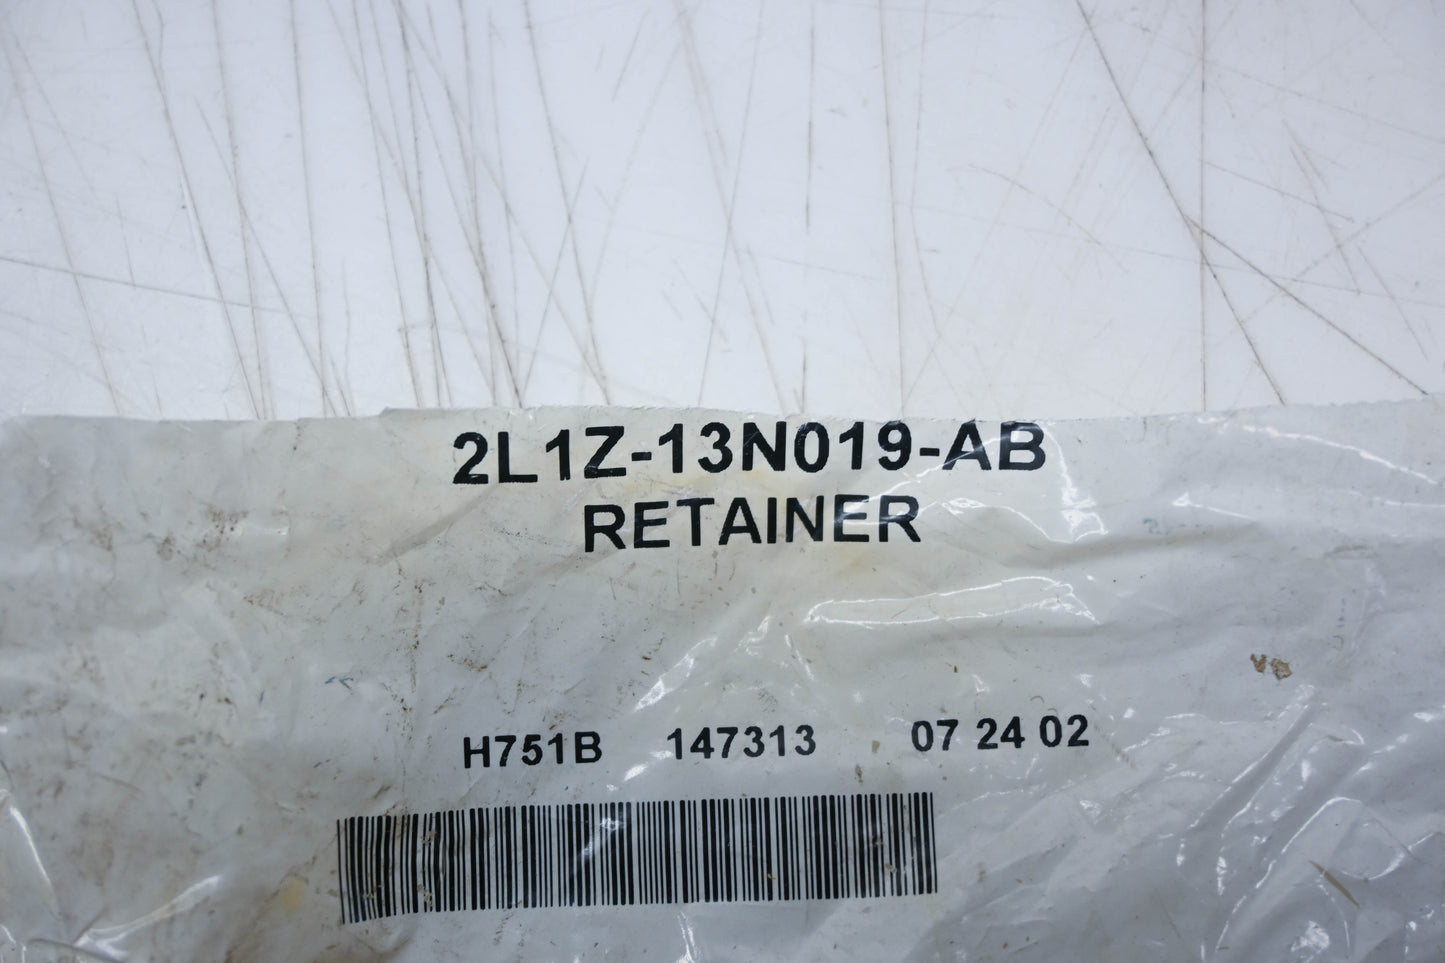 2L1Z-13N019-AB
RETAINER
H751B 147313 07 24 02